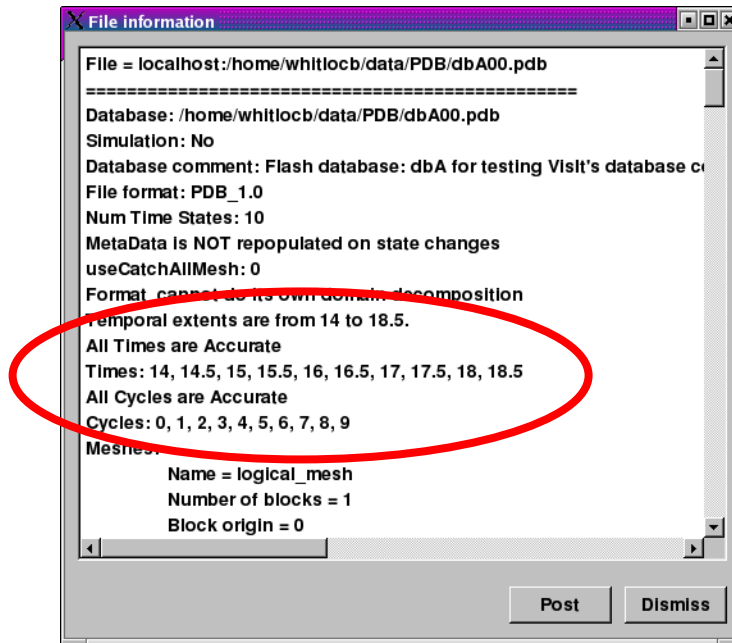 File information
File = localhost:/home/whitlocb/data/PDB/dbA00.pdb
==================================================
Database: /home/whitlocb/data/PDB/dbA00.pdb
Simulation: No
Database comment: Flash database: dbA for testing VisIt's database
File format: PDB_1.0
Num Time States: 10
MetaData is NOT repopulated on state changes
useCatchAllMesh: 0
Format cannot do its own domain decomposition
Temporal extents are from 14 to 18.5.
All Times are Accurate
Times: 14, 14.5, 15, 15.5, 16, 16.5, 17, 17.5, 18, 18.5
All Cycles are Accurate
Cycles: 0, 1, 2, 3, 4, 5, 6, 7, 8, 9
Meshes:
Name = logical_mesh
Number of blocks = 1
Block origin = 0
Post
Dismiss